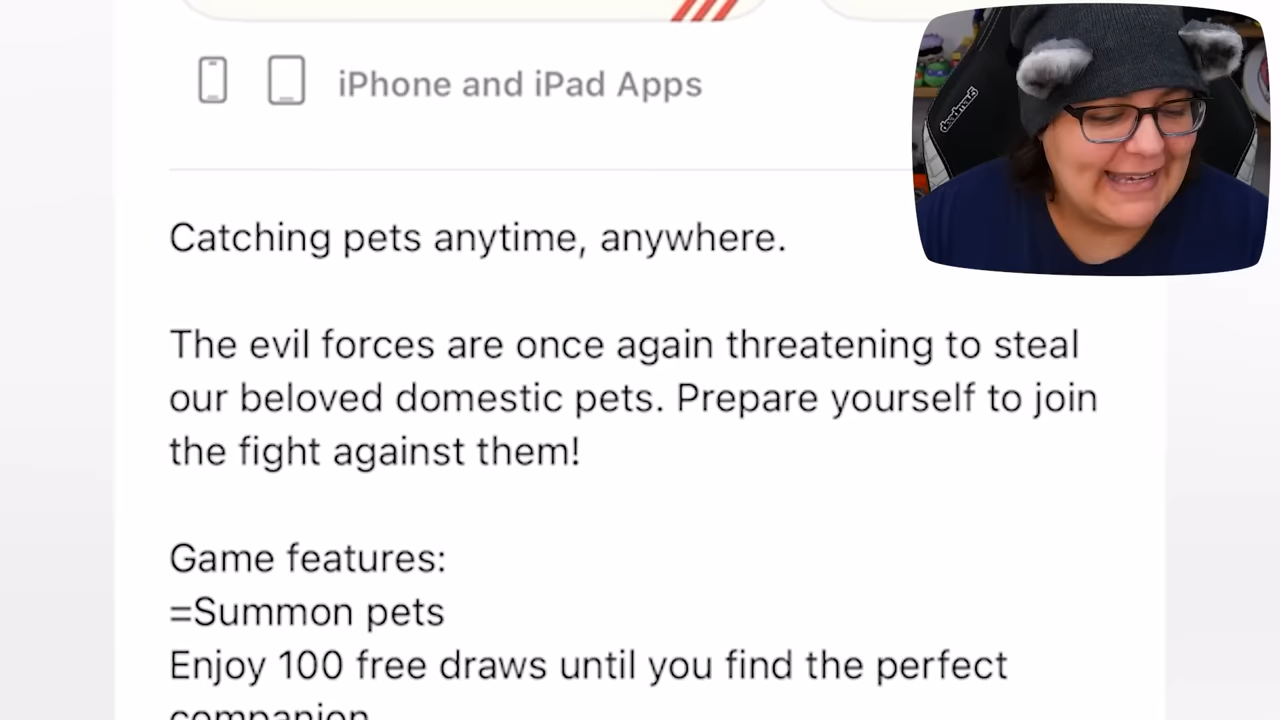 iPhone and iPad Apps
deadmau5
Catching pets anytime, anywhere.
The evil forces are once again threatening to steal
our beloved domestic pets. Prepare yourself to join
the fight against them!
Game features:
=Summon pets
Enjoy 100 free draws until you find the perfect
companion